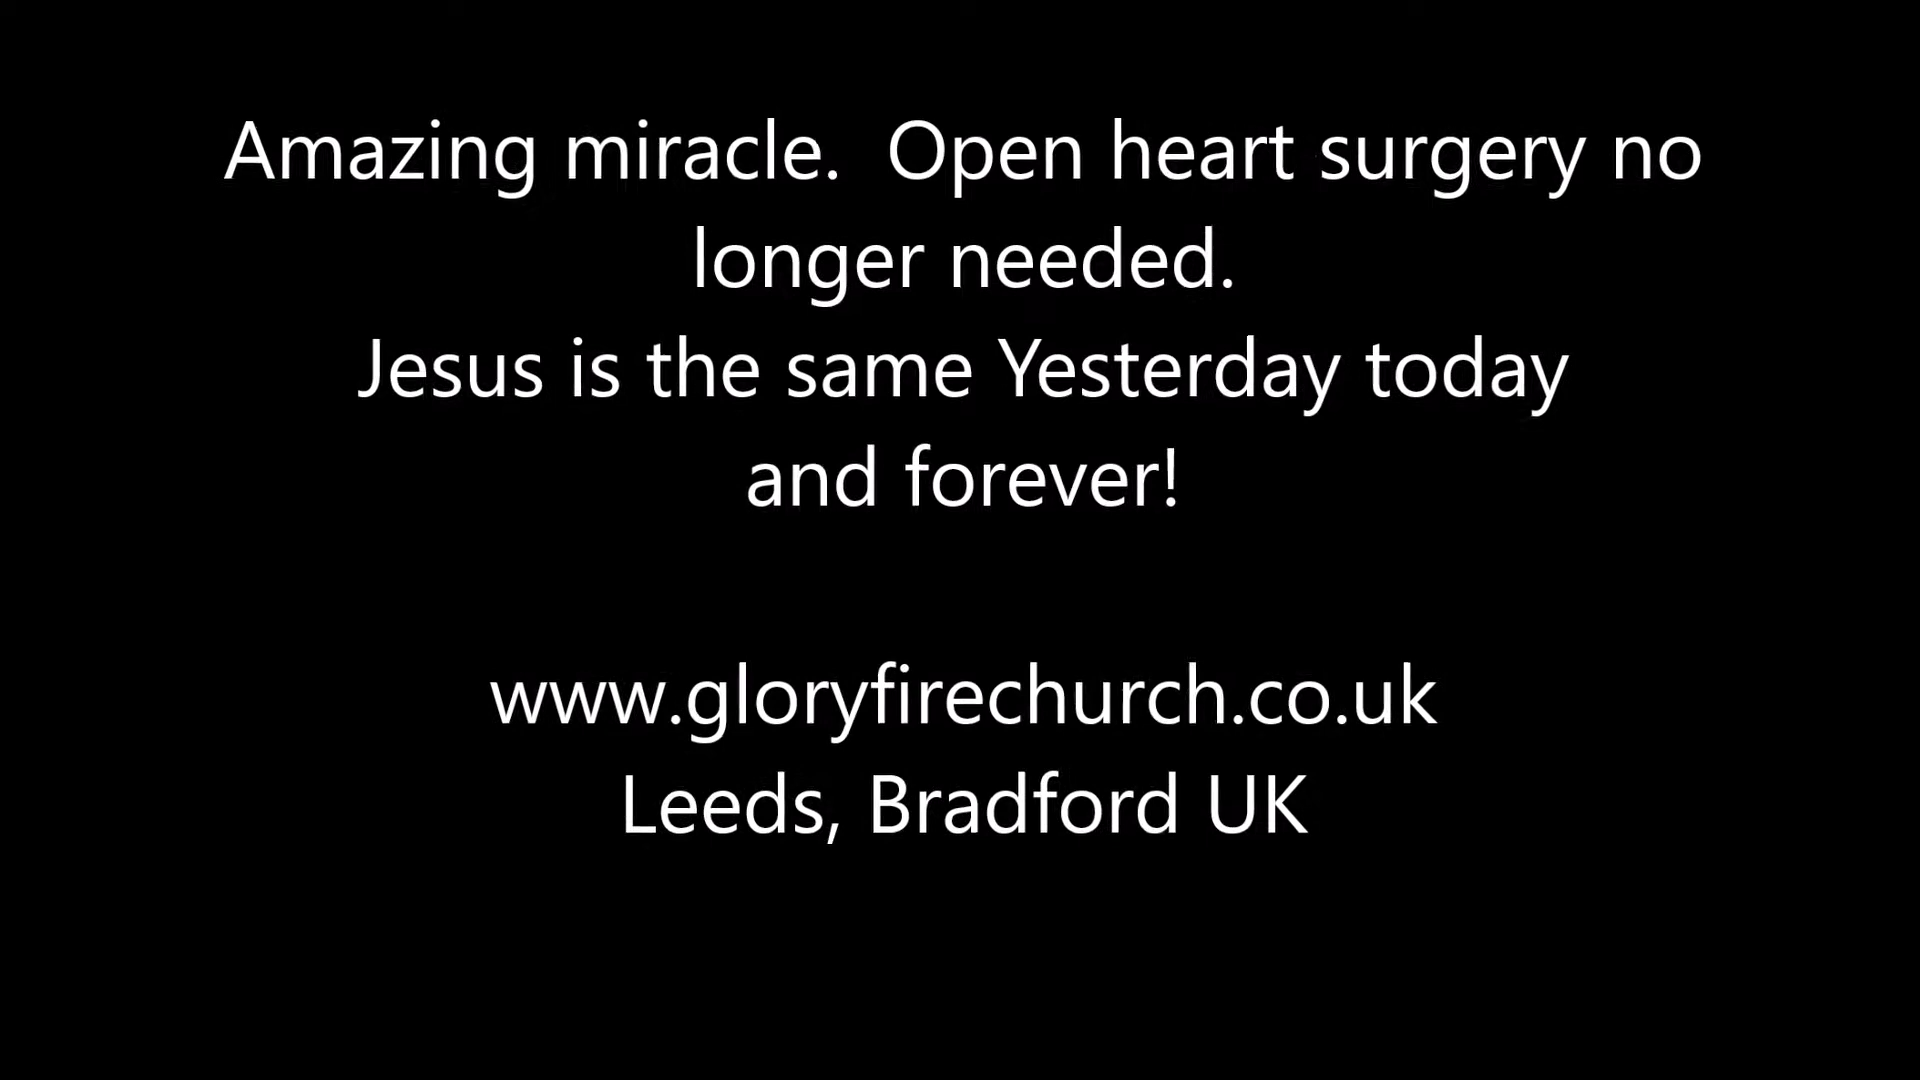 Amazing miracle.  Open heart surgery no
longer needed.
Jesus is the same Yesterday today
and forever!
www.gloryfirechurch.co.uk
Leeds, Bradford UK